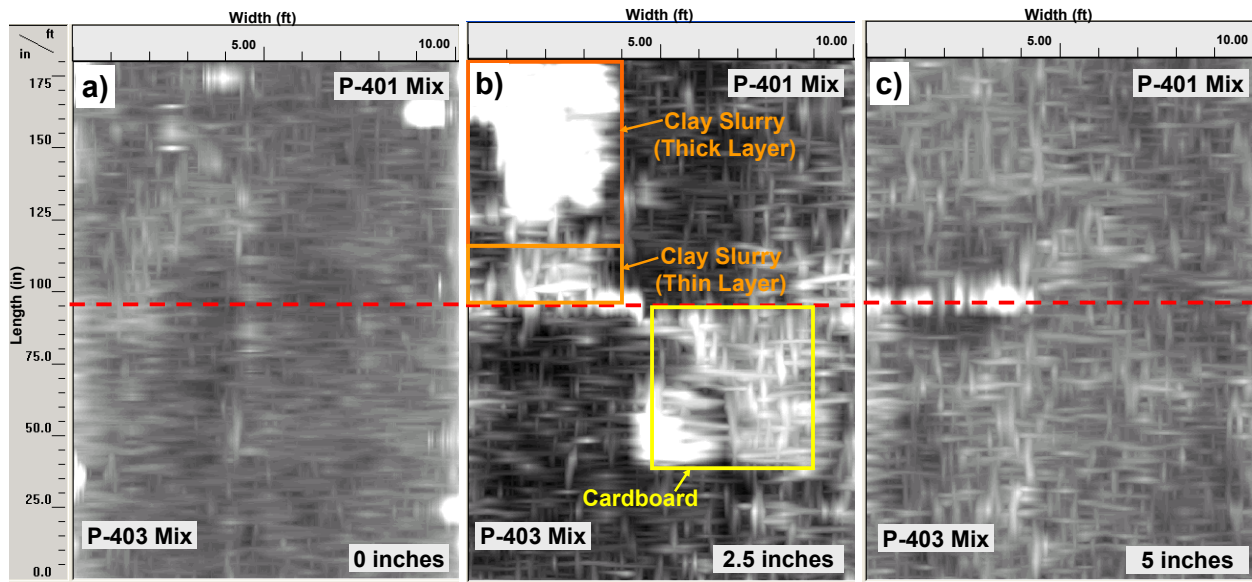 Width (ft)
Width (ft)
Width (ft)
ft
in
5.00
10.00
5.00
10.00
5.00
10.00
a)
P-401 Mix
b)
P-401 Mix
c)
P-401 Mix
175
150
125
100
75.0
50.0
25.0
0.0
Length (in)
Clay Slurry
(Thick Layer)
Clay Slurry
(Thin Layer)
Cardboard
P-403 Mix
0 inches
P-403 Mix
2.5 inches
P-403 Mix
5 inches